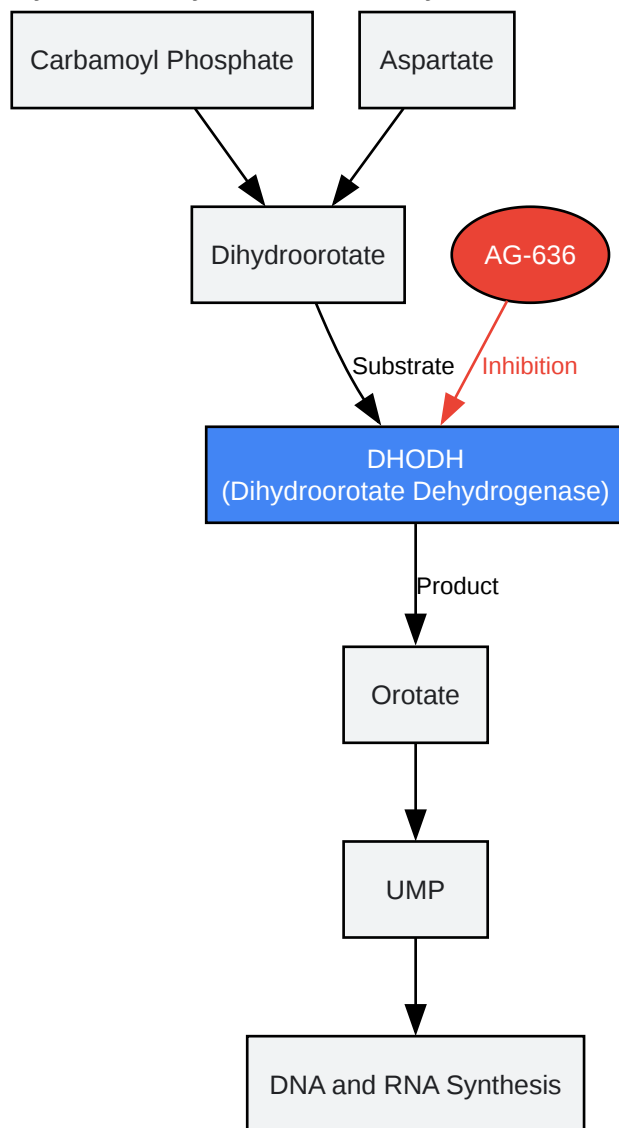 Carbamoyl Phosphate
Aspartate
Dihydroorotate
AG-636
Substrate
Inhibition
DHODH
(Dihydroorotate Dehydrogenase)
Product
Orotate
UMP
DNA and RNA Synthesis